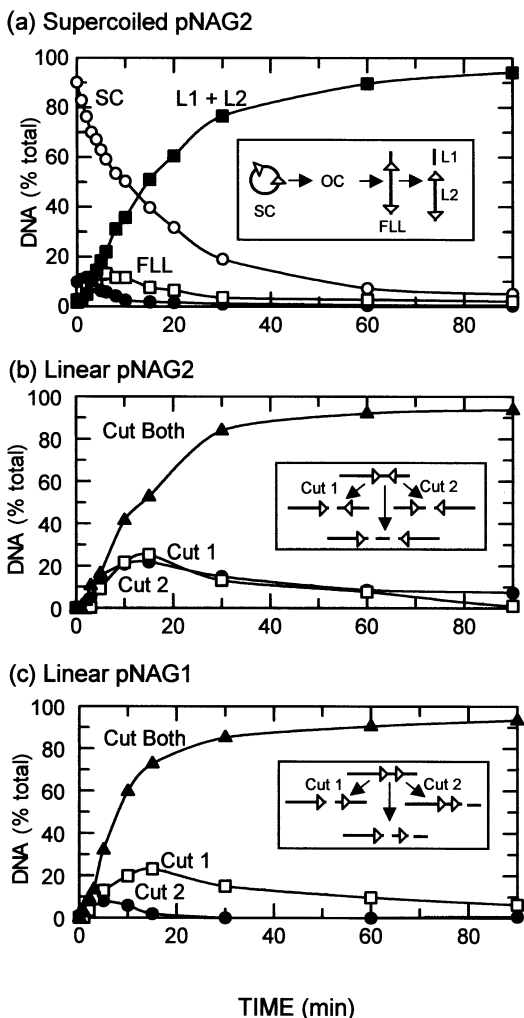 (a) Supercoiled pNAG2
100
80
60
40
20
0
DNA (% total)
SC
L1 + L2
FLL
SC
OC
FLL
L1
L2
0 20 40 60 80
(b) Linear pNAG2
100
80
60
40
20
0
DNA (% total)
Cut Both
Cut 1
Cut 2
Cut 1
Cut 2
0 20 40 60 80
(c) Linear pNAG1
100
80
60
40
20
0
DNA (% total)
Cut Both
Cut 1
Cut 2
Cut 1
Cut 2
0 20 40 60 80
TIME (min)